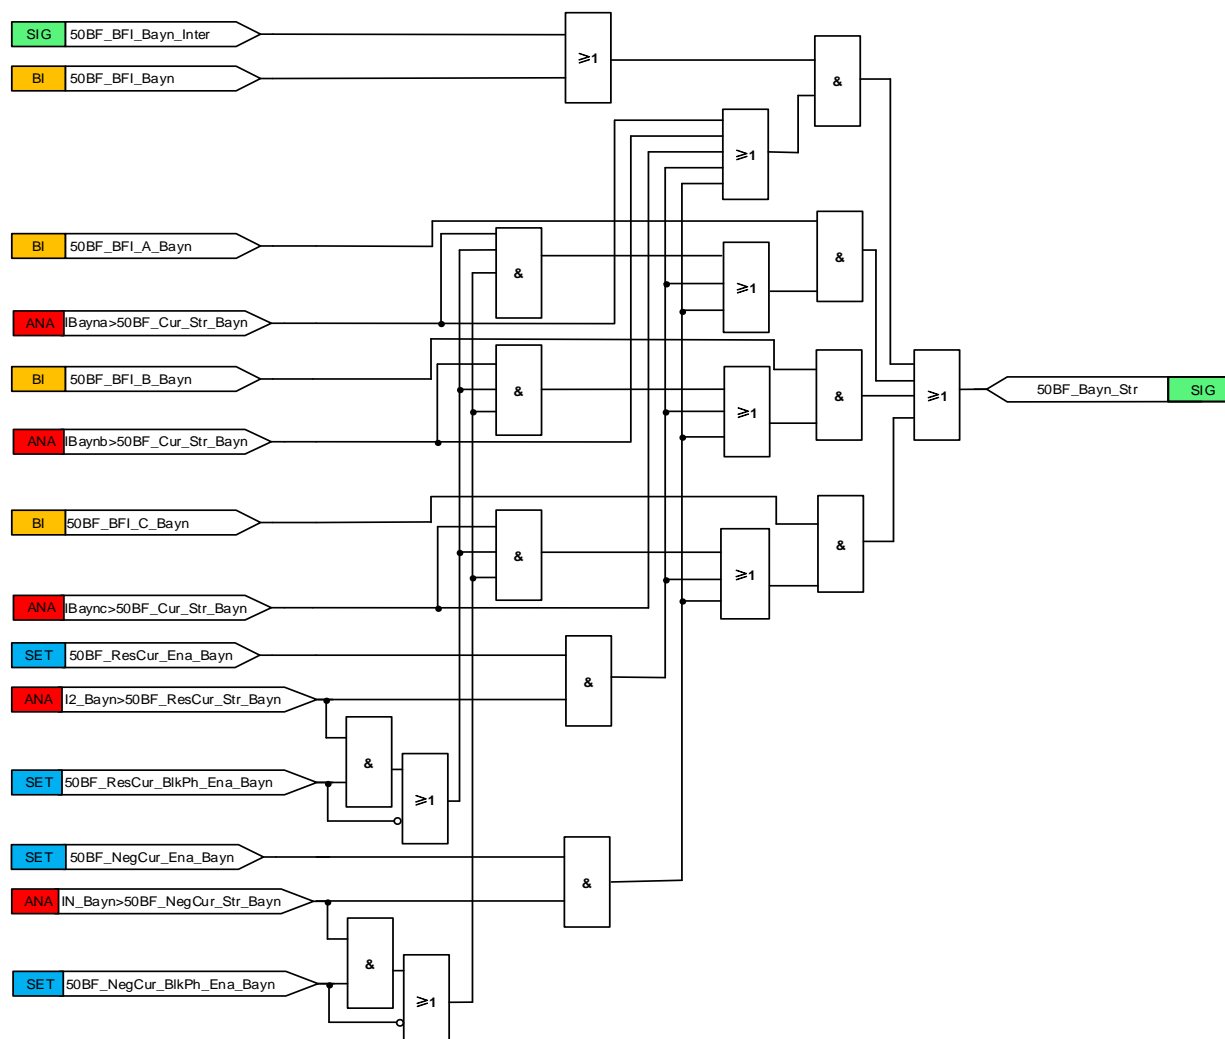 SIG 50BF_BFI_Bayn_Inter
≥1
BI 50BF_BFI_Bayn
&
≥1
BI 50BF_BFI_A_Bayn
&
&
≥1
ANA IBayna>50BF_Cur_Str_Bayn
BI 50BF_BFI_B_Bayn
&
&
≥1
≥1
50BF_Bayn_Str SIG
ANA IBaynb>50BF_Cur_Str_Bayn
BI 50BF_BFI_C_Bayn
&
&
≥1
ANA IBaync>50BF_Cur_Str_Bayn
SET 50BF_ResCur_Ena_Bayn
&
ANA I2_Bayn>50BF_ResCur_Str_Bayn
&
SET 50BF_ResCur_BlkPh_Ena_Bayn
≥1
SET 50BF_NegCur_Ena_Bayn
&
ANA IN_Bayn>50BF_NegCur_Str_Bayn
&
SET 50BF_NegCur_BlkPh_Ena_Bayn
≥1